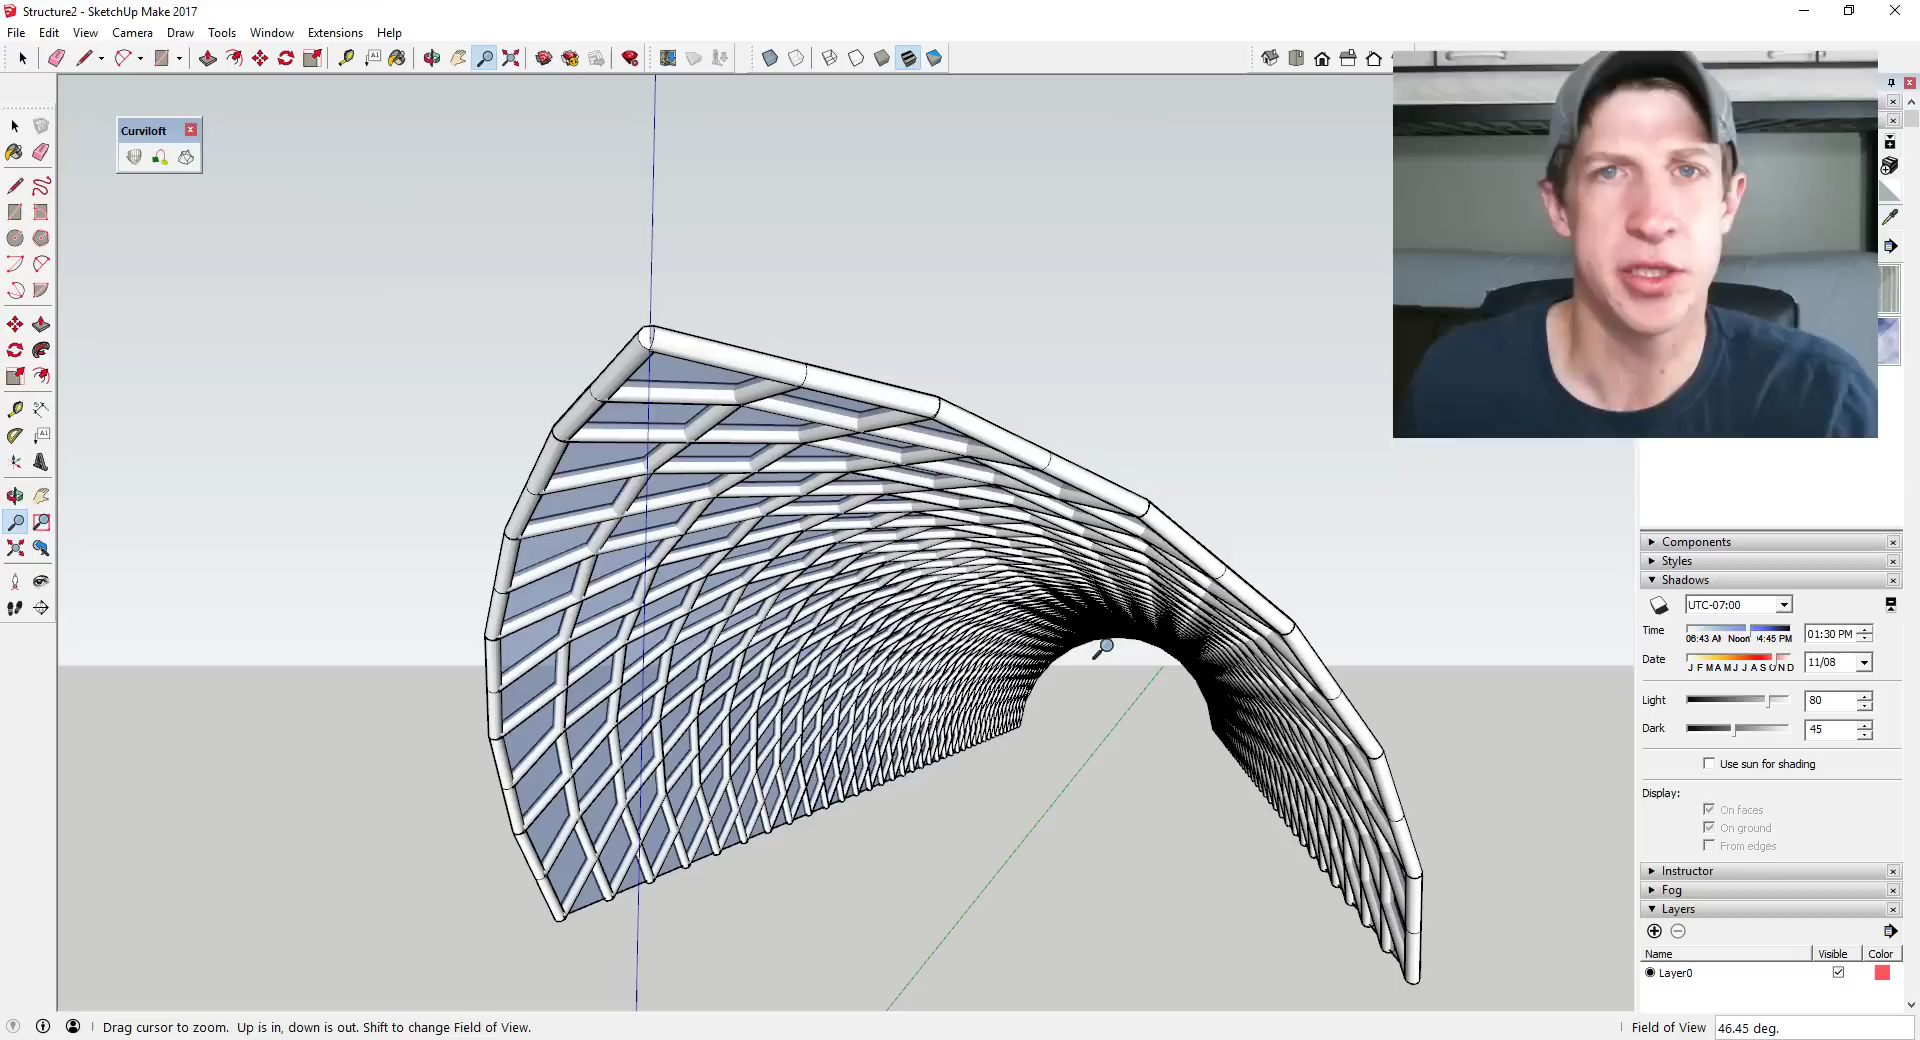 Structure2 - SketchUp Make 2017
File Edit View Camera Draw Tools Window Extensions Help
Curviloft
Components
Styles
Shadows
UTC-07:00
Time 06:43 AM Noon 04:45 PM 01:30 PM
Date J F M A M J J A S O N D 11/08
Light 80
Dark 45
Use sun for shading
Display:
On faces
On ground
From edges
Instructor
Fog
Layers
Name Visible Color
Layer0
Drag cursor to zoom. Up is in, down is out. Shift to change Field of View. Field of View 46.45 deg.